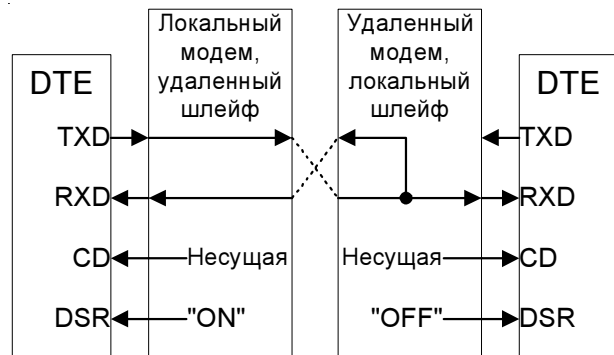 Локальный
модем,
удаленный
шлейф
Удаленный
модем,
локальный
шлейф
DTE
DTE
TXD
TXD
RXD
RXD
CD
Несущая
Несущая
CD
DSR
"ON"
"OFF"
DSR